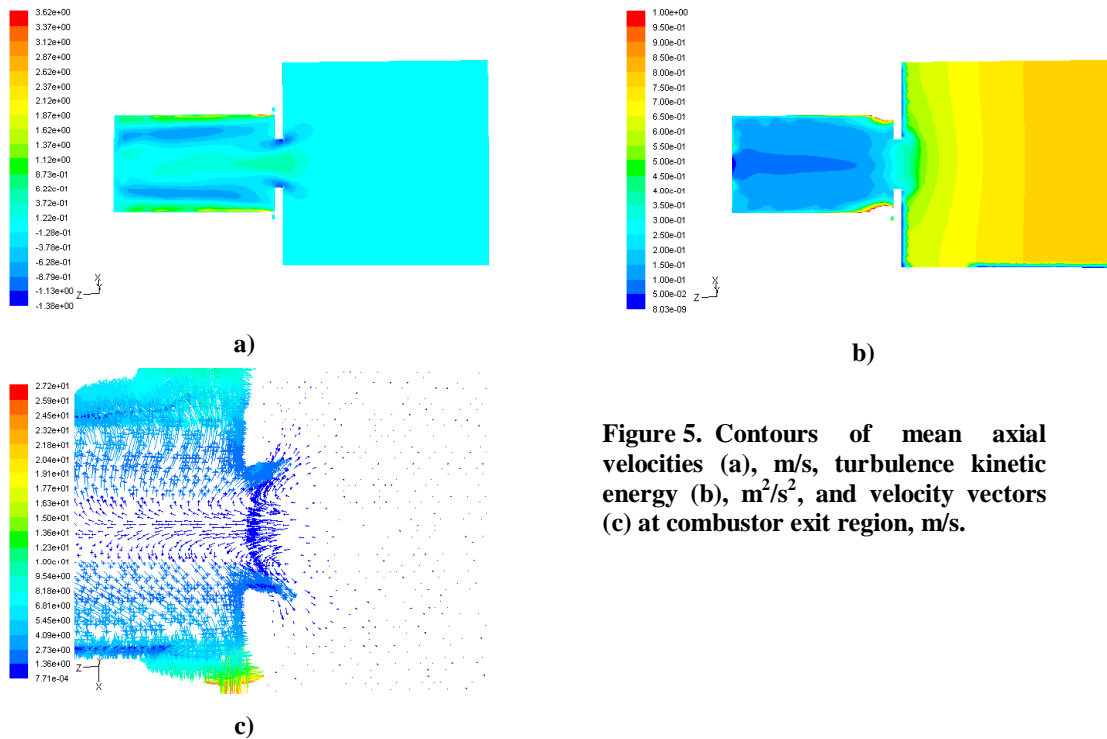 3.62e+00
3.37e+00
3.12e+00
2.87e+00
2.62e+00
2.37e+00
2.12e+00
1.87e+00
1.62e+00
1.37e+00
1.12e+00
8.73e-01
6.22e-01
3.72e-01
1.22e-01
-1.28e-01
-3.78e-01
-6.28e-01
-8.79e-01
-1.13e+00
-1.38e+00
X
Y
Z
a)
1.00e+00
9.50e-01
9.00e-01
8.50e-01
8.00e-01
7.50e-01
7.00e-01
6.50e-01
6.00e-01
5.50e-01
5.00e-01
4.50e-01
4.00e-01
3.50e-01
3.00e-01
2.50e-01
2.00e-01
1.50e-01
1.00e-01
5.00e-02
8.03e-09
X
Y
Z
b)
2.72e+01
2.59e+01
2.45e+01
2.32e+01
2.18e+01
2.04e+01
1.91e+01
1.77e+01
1.63e+01
1.50e+01
1.36e+01
1.23e+01
1.09e+01
9.54e+00
8.18e+00
6.81e+00
5.45e+00
4.09e+00
2.73e+00
1.36e+00
7.71e-04
Z
Y
X
c)
Figure 5. Contours of mean axial
velocities (a), m/s, turbulence kinetic
energy (b), m²/s², and velocity vectors
(c) at combustor exit region, m/s.